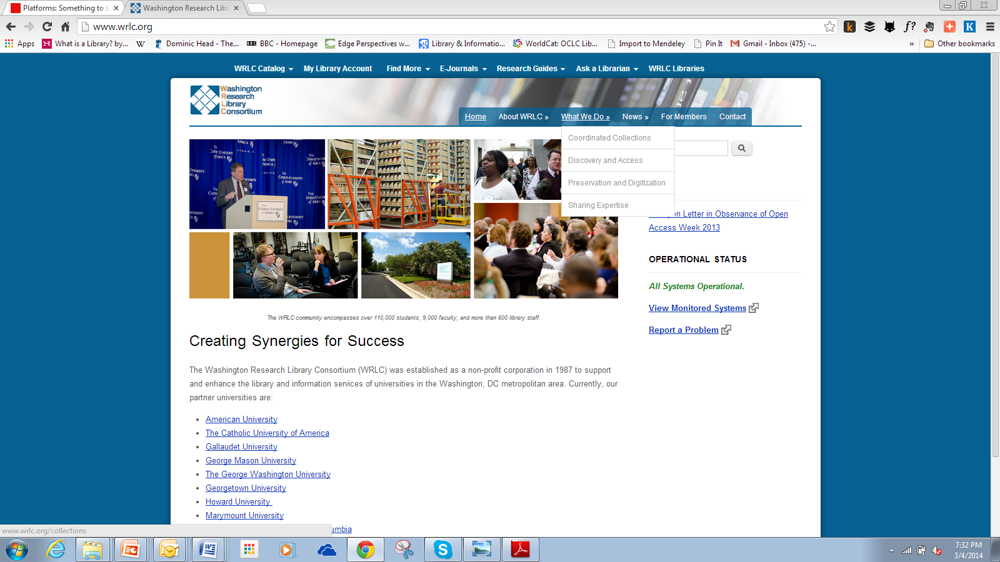 Platforms: Something to s
Washington Research Libr
www.wrlc.org
Apps
What is a Library? by...
Dominic Head - The...
BBC - Homepage
Edge Perspectives w...
Library & Informatio...
WorldCat: OCLC Lib...
Import to Mendeley
Pin It
Gmail - Inbox (475) -...
»
Other bookmarks
WRLC Catalog
My Library Account
Find More
E-Journals
Research Guides
Ask a Librarian
WRLC Libraries
Washington
Research
Library
Consortium
Home
About WRLC »
What We Do »
News »
For Members
Contact
Coordinated Collections
Discovery and Access
Preservation and Digitization
Sharing Expertise
THE
CATHOLIC UNIVERSITY
OF AMERICA
pen Letter in Observance of Open
Access Week 2013
OPERATIONAL STATUS
All Systems Operational.
View Monitored Systems
Report a Problem
The WRLC community encompasses over 110,000 students, 9,000 faculty, and more than 600 library staff.
Creating Synergies for Success
The Washington Research Library Consortium (WRLC) was established as a non-profit corporation in 1987 to support
and enhance the library and information services of universities in the Washington, DC metropolitan area. Currently, our
partner universities are:
• American University
• The Catholic University of America
• Gallaudet University
• George Mason University
• The George Washington University
• Georgetown University
• Howard University
• Marymount University
umbia
www.wrlc.org/collections
7:32 PM
3/4/2014